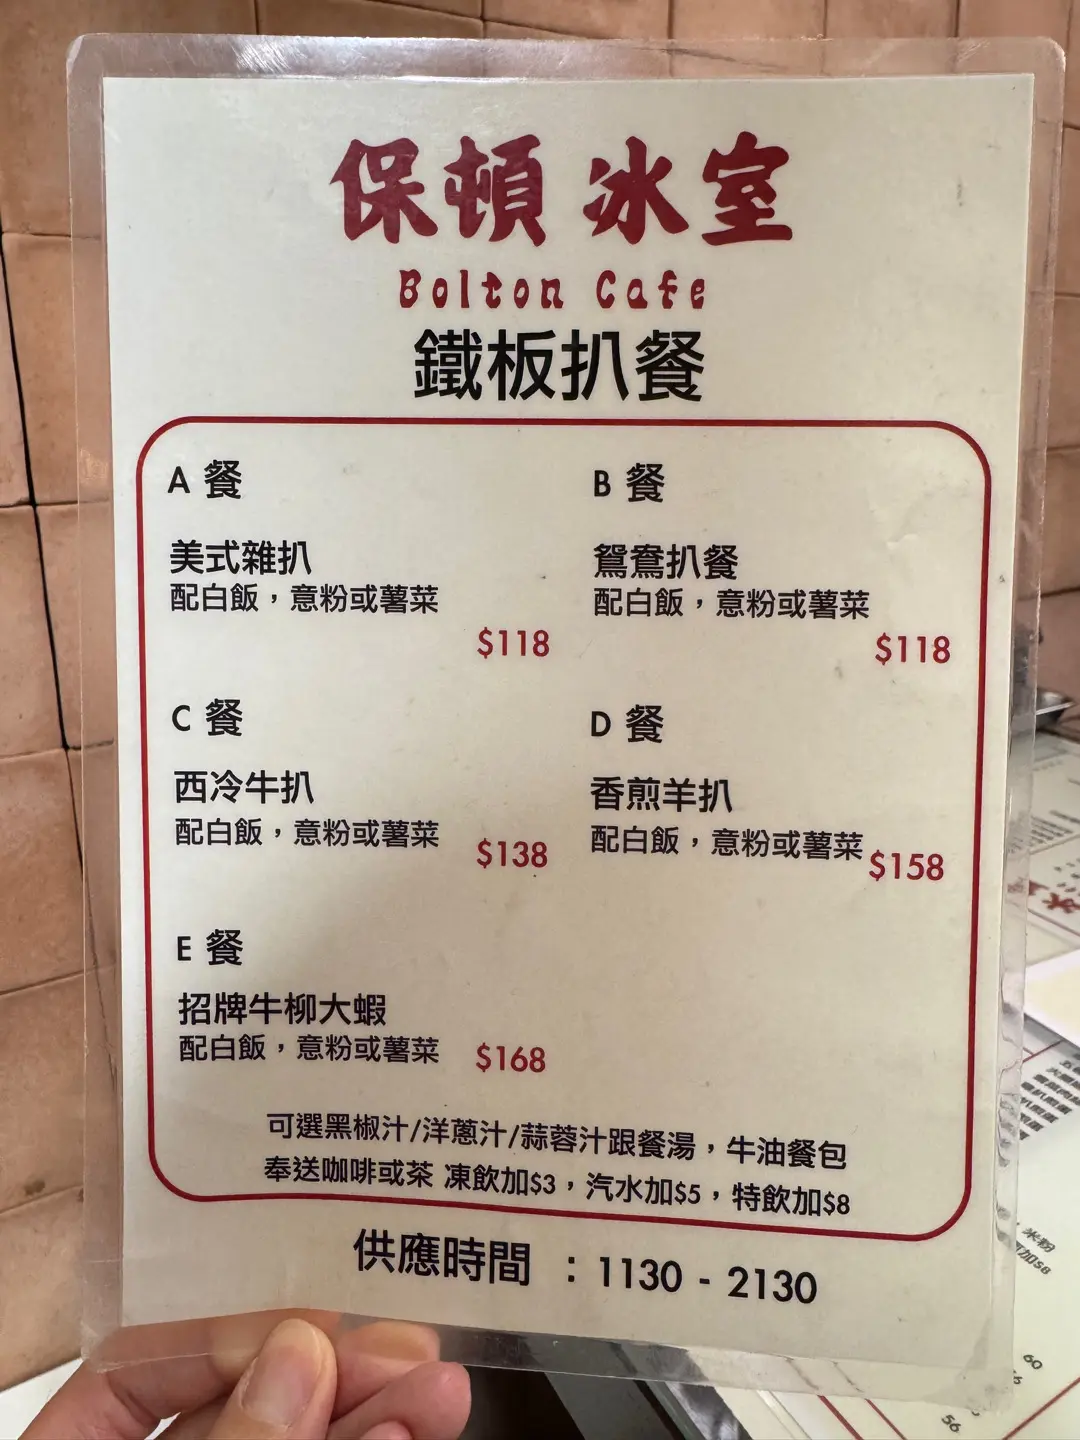 保頓 冰室
Bolton Cafe
鐵板扒餐
A 餐
美式雜扒
配白飯，意粉或薯菜
$118
B 餐
鴛鴦扒餐
配白飯，意粉或薯菜
$118
C 餐
西冷牛扒
配白飯，意粉或薯菜
$138
D 餐
香煎羊扒
配白飯，意粉或薯菜
$158
E 餐
招牌牛柳大蝦
配白飯，意粉或薯菜
$168
可選黑椒汁/洋蔥汁/蒜蓉汁跟餐湯，牛油餐包
奉送咖啡或茶 凍飲加$3，汽水加$5，特飲加$8
供應時間 ：1130 - 2130
米粉
加$8
60
56